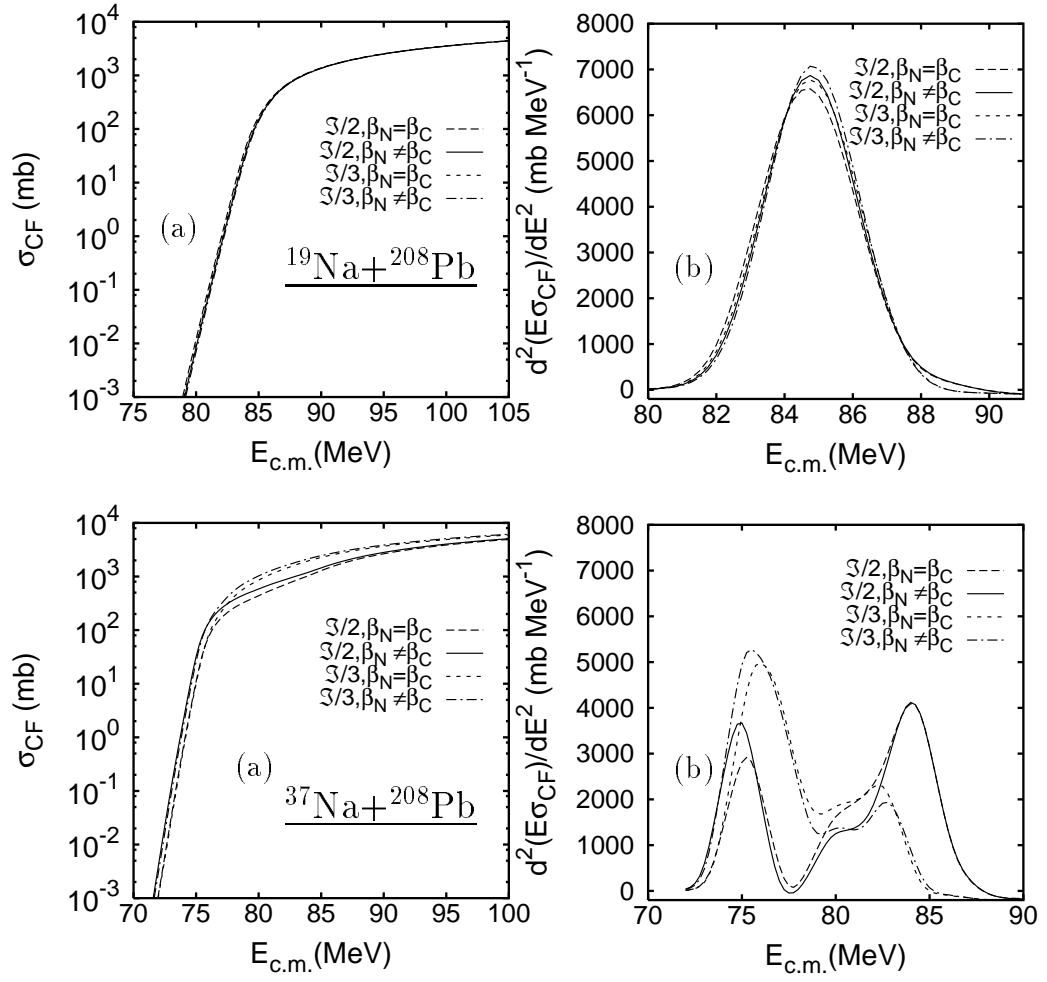 σ_CF (mb)
10^4
10^3
10^2
10^1
10^0
10^-1
10^-2
10^-3
75 80 85 90 95 100 105
E_c.m.(MeV)
ℑ/2,β_N=β_C
ℑ/2,β_N≠β_C
ℑ/3,β_N=β_C
ℑ/3,β_N≠β_C
(a)
^19Na+^208Pb
d^2(Eσ_CF)/dE^2 (mb MeV^-1)
8000
7000
6000
5000
4000
3000
2000
1000
0
80 82 84 86 88 90
E_c.m.(MeV)
ℑ/2,β_N=β_C
ℑ/2,β_N≠β_C
ℑ/3,β_N=β_C
ℑ/3,β_N≠β_C
(b)
σ_CF (mb)
10^4
10^3
10^2
10^1
10^0
10^-1
10^-2
10^-3
70 75 80 85 90 95 100
E_c.m.(MeV)
ℑ/2,β_N=β_C
ℑ/2,β_N≠β_C
ℑ/3,β_N=β_C
ℑ/3,β_N≠β_C
(a)
^37Na+^208Pb
d^2(Eσ_CF)/dE^2 (mb MeV^-1)
8000
7000
6000
5000
4000
3000
2000
1000
0
70 75 80 85 90
E_c.m.(MeV)
ℑ/2,β_N=β_C
ℑ/2,β_N≠β_C
ℑ/3,β_N=β_C
ℑ/3,β_N≠β_C
(b)